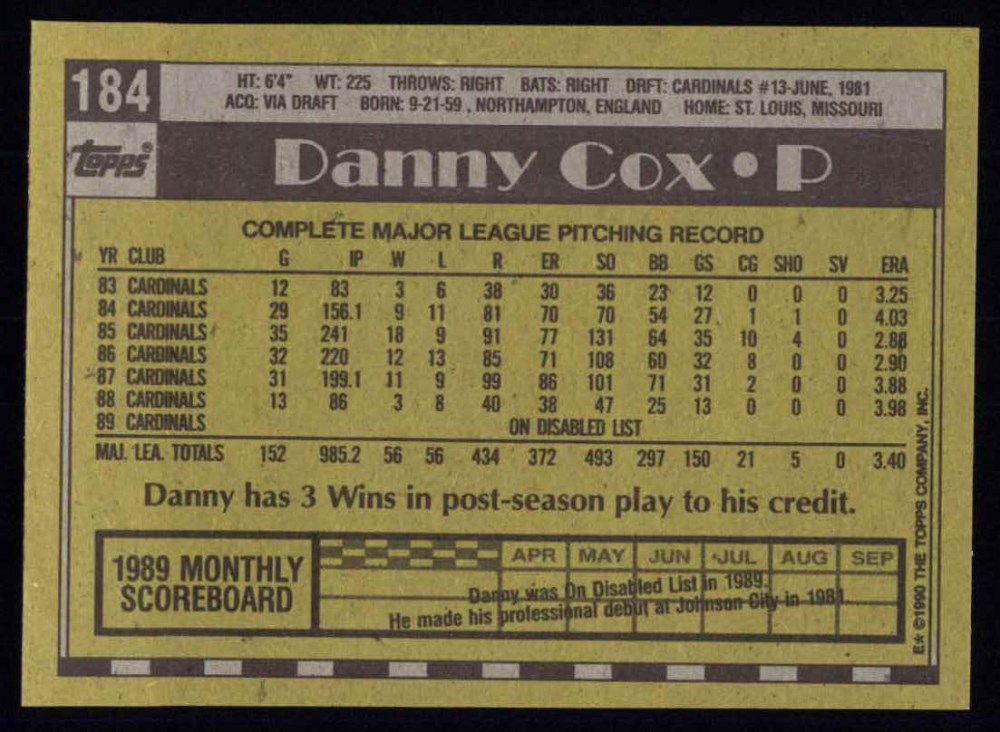 184
HT: 6'4" WT: 225 THROWS: RIGHT BATS: RIGHT DRFT: CARDINALS #13-JUNE, 1981
ACQ: VIA DRAFT BORN: 9-21-59 , NORTHAMPTON, ENGLAND HOME: ST. LOUIS, MISSOURI
topps®
Danny Cox • P
COMPLETE MAJOR LEAGUE PITCHING RECORD
YR CLUB G IP W L R ER SO BB GS CG SHO SV ERA
83 CARDINALS 12 83 3 6 38 30 36 23 12 0 0 0 3.25
84 CARDINALS 29 156.1 9 11 81 70 70 54 27 1 1 0 4.03
85 CARDINALS 35 241 18 9 91 77 131 64 35 10 4 0 2.88
86 CARDINALS 32 220 12 13 85 71 108 60 32 8 0 0 2.90
87 CARDINALS 31 199.1 11 9 99 86 101 71 31 2 0 0 3.88
88 CARDINALS 13 86 3 8 40 38 47 25 13 0 0 0 3.98
89 CARDINALS ON DISABLED LIST
MAJ. LEA. TOTALS 152 985.2 56 56 434 372 493 297 150 21 5 0 3.40
Danny has 3 Wins in post-season play to his credit.
1989 MONTHLY
SCOREBOARD
APR MAY JUN JUL AUG SEP
Danny was On Disabled List in 1989.
He made his professional debut at Johnson City in 1981.
E* ©1990 THE TOPPS COMPANY, INC.